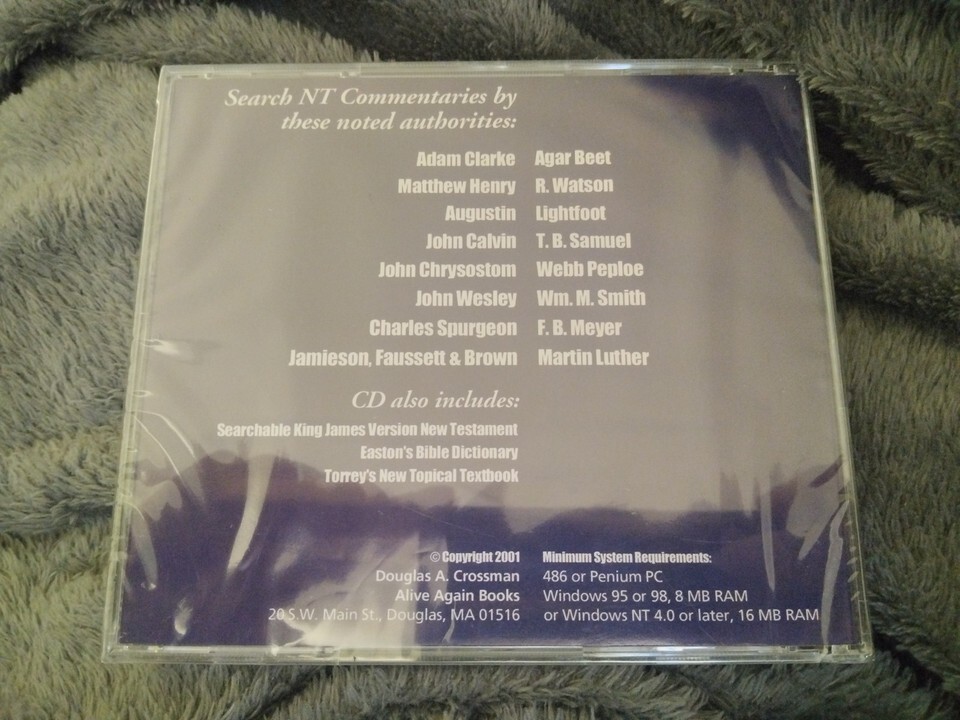 Search NT Commentaries by
these noted authorities:
Adam Clarke Agar Beet
Matthew Henry R. Watson
Augustin Lightfoot
John Calvin T. B. Samuel
John Chrysostom Webb Peploe
John Wesley Wm. M. Smith
Charles Spurgeon F. B. Meyer
Jamieson, Faussett & Brown Martin Luther
CD also includes:
Searchable King James Version New Testament
Easton's Bible Dictionary
Torrey's New Topical Textbook
© Copyright 2001 Minimum System Requirements:
Douglas A. Crossman 486 or Penium PC
Alive Again Books Windows 95 or 98, 8 MB RAM
20 S.W. Main St., Douglas, MA 01516 or Windows NT 4.0 or later, 16 MB RAM